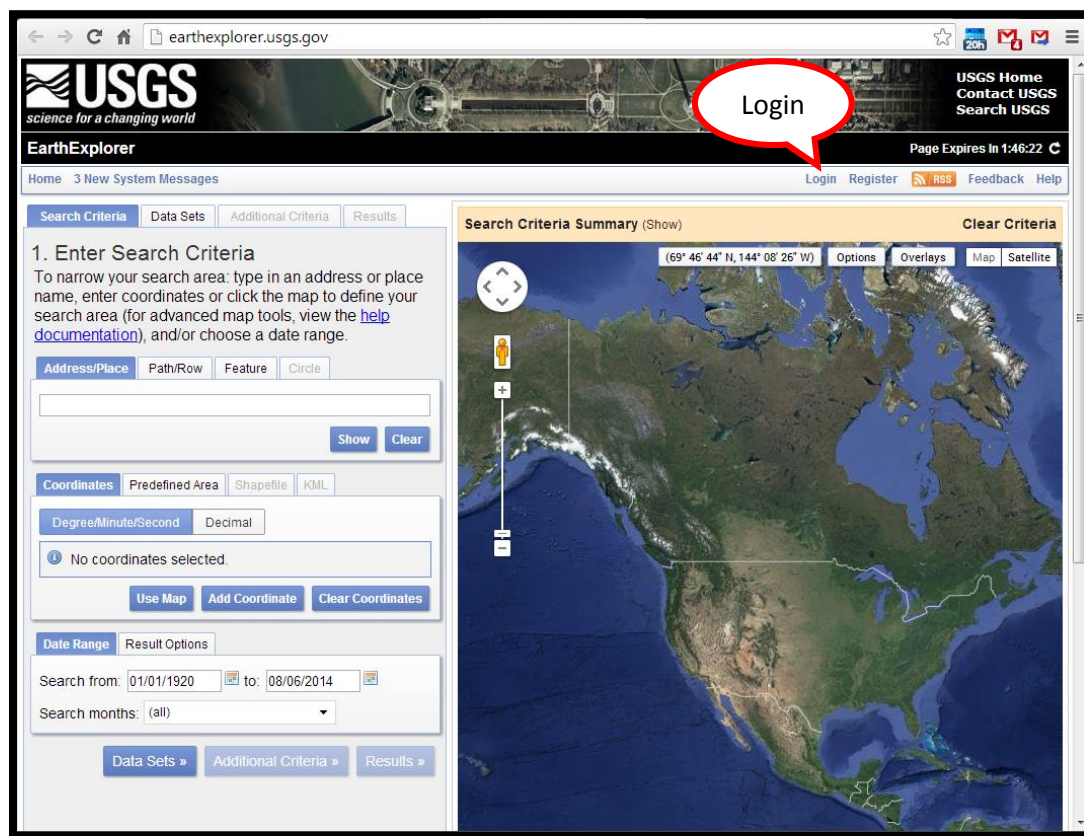 earthexplorer.usgs.gov
20h
4
USGS
science for a changing world
USGS Home
Contact USGS
Search USGS
Login
EarthExplorer
Page Expires In 1:46:22
Home 3 New System Messages
Login Register RSS Feedback Help
Search Criteria Data Sets Additional Criteria Results
1. Enter Search Criteria
To narrow your search area: type in an address or place
name, enter coordinates or click the map to define your
search area (for advanced map tools, view the help
documentation), and/or choose a date range.
Address/Place Path/Row Feature Circle
Show Clear
Coordinates Predefined Area Shapefile KML
Degree/Minute/Second Decimal
No coordinates selected.
Use Map Add Coordinate Clear Coordinates
Date Range Result Options
Search from: 01/01/1920 to: 08/06/2014
Search months: (all)
Data Sets » Additional Criteria » Results »
Search Criteria Summary (Show) Clear Criteria
(69° 46' 44" N, 144° 08' 26" W) Options Overlays Map Satellite